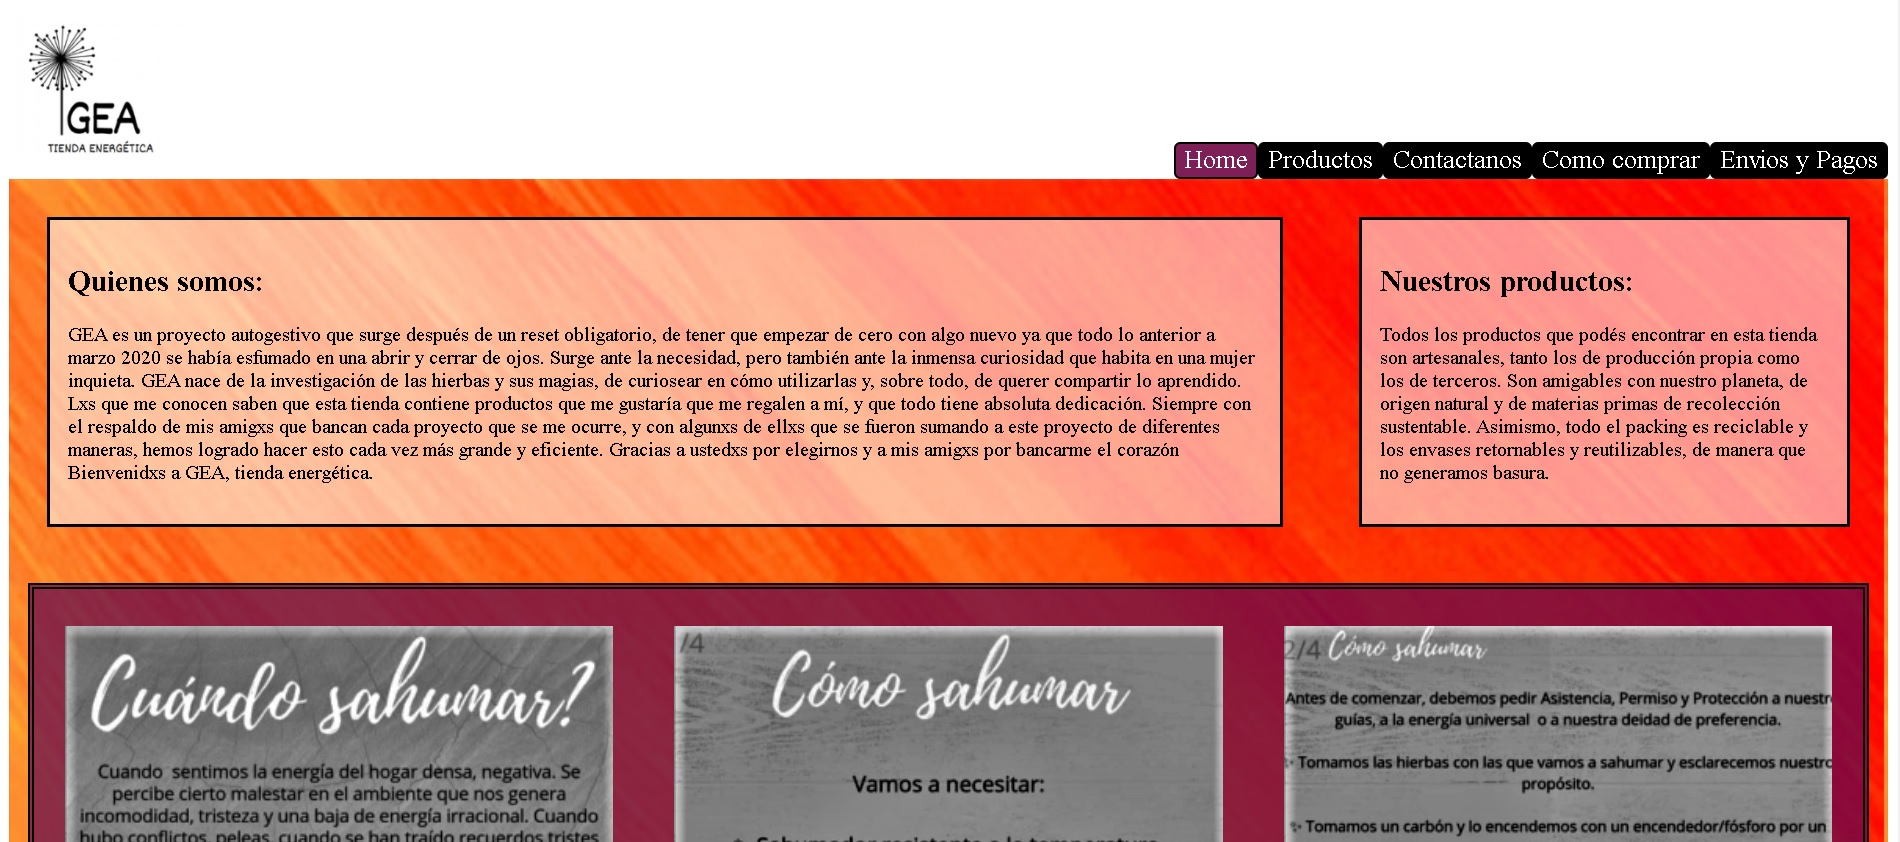 GEA
TIENDA ENERGÉTICA
Home Productos Contactanos Como comprar Envios y Pagos
Quienes somos:
GEA es un proyecto autogestivo que surge después de un reset obligatorio, de tener que empezar de cero con algo nuevo ya que todo lo anterior a
marzo 2020 se había esfumado en una abrir y cerrar de ojos. Surge ante la necesidad, pero también ante la inmensa curiosidad que habita en una mujer
inquieta. GEA nace de la investigación de las hierbas y sus magias, de curiosear en cómo utilizarlas y, sobre todo, de querer compartir lo aprendido.
Lxs que me conocen saben que esta tienda contiene productos que me gustaría que me regalen a mí, y que todo tiene absoluta dedicación. Siempre con
el respaldo de mis amigxs que bancan cada proyecto que se me ocurre, y con algunxs de ellxs que se fueron sumando a este proyecto de diferentes
maneras, hemos logrado hacer esto cada vez más grande y eficiente. Gracias a ustedxs por elegirnos y a mis amigxs por bancarme el corazón
Bienvenidxs a GEA, tienda energética.
Nuestros productos:
Todos los productos que podés encontrar en esta tienda
son artesanales, tanto los de producción propia como
los de terceros. Son amigables con nuestro planeta, de
origen natural y de materias primas de recolección
sustentable. Asimismo, todo el packing es reciclable y
los envases retornables y reutilizables, de manera que
no generamos basura.
Cuándo sahumar?
Cuando sentimos la energía del hogar densa, negativa. Se
percibe cierto malestar en el ambiente que nos genera
incomodidad, tristeza y una baja de energía irracional. Cuando
hubo conflictos, peleas, cuando se han traído recuerdos tristes
/4
Cómo sahumar
Vamos a necesitar:
Sahumador resistente a la temperatura
2/4 Cómo sahumar
Antes de comenzar, debemos pedir Asistencia, Permiso y Protección a nuestr
guías, a la energía universal o a nuestra deidad de preferencia.
Tomamos las hierbas con las que vamos a sahumar y esclarecemos nuestro
propósito.
Tomamos un carbón y lo encendemos con un encendedor/fósforo por un